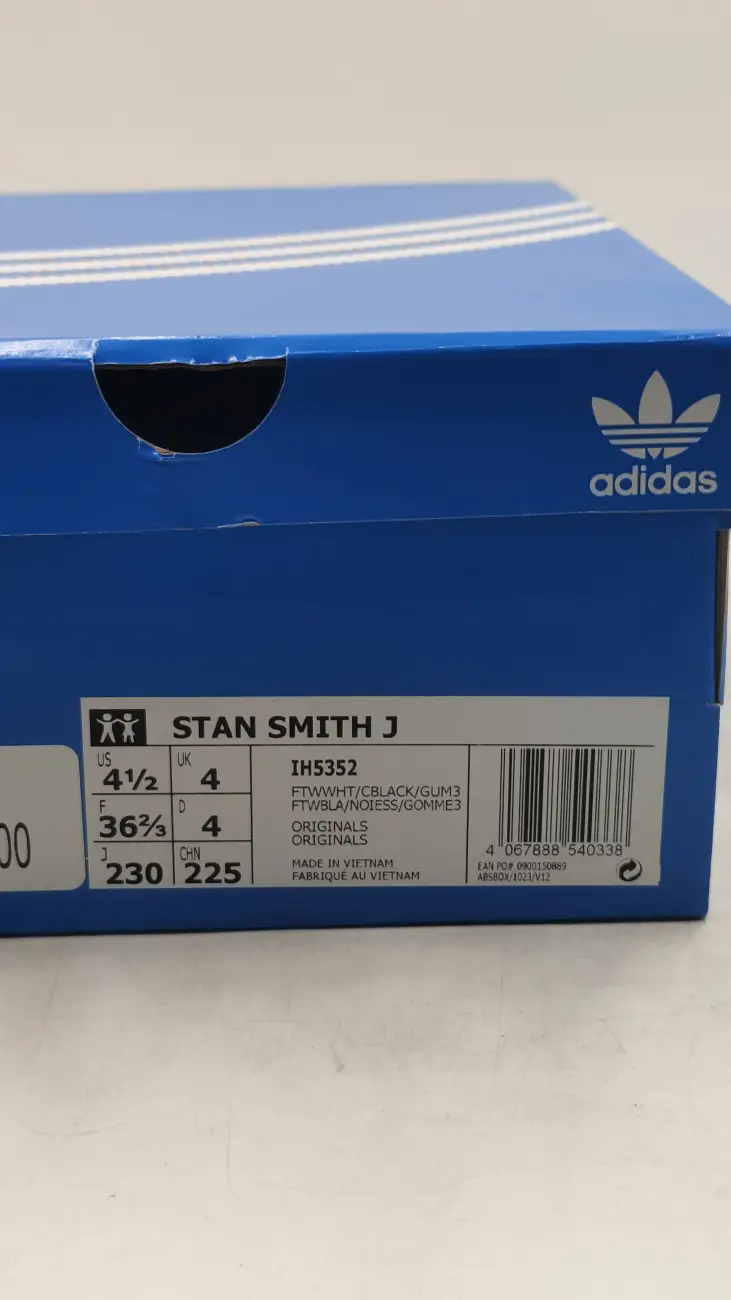 adidas
STAN SMITH J
US 4½ UK 4
F 36⅔ D 4
J 230 CHN 225
IH5352
FTWWHT/CBLACK/GUM3
FTWBLA/NOIESS/GOMME3
ORIGINALS
ORIGINALS
MADE IN VIETNAM
FABRIQUÉ AU VIETNAM
4 067888 540338
EAN PO# 0900150889
ABSBOX/1023/V12
00